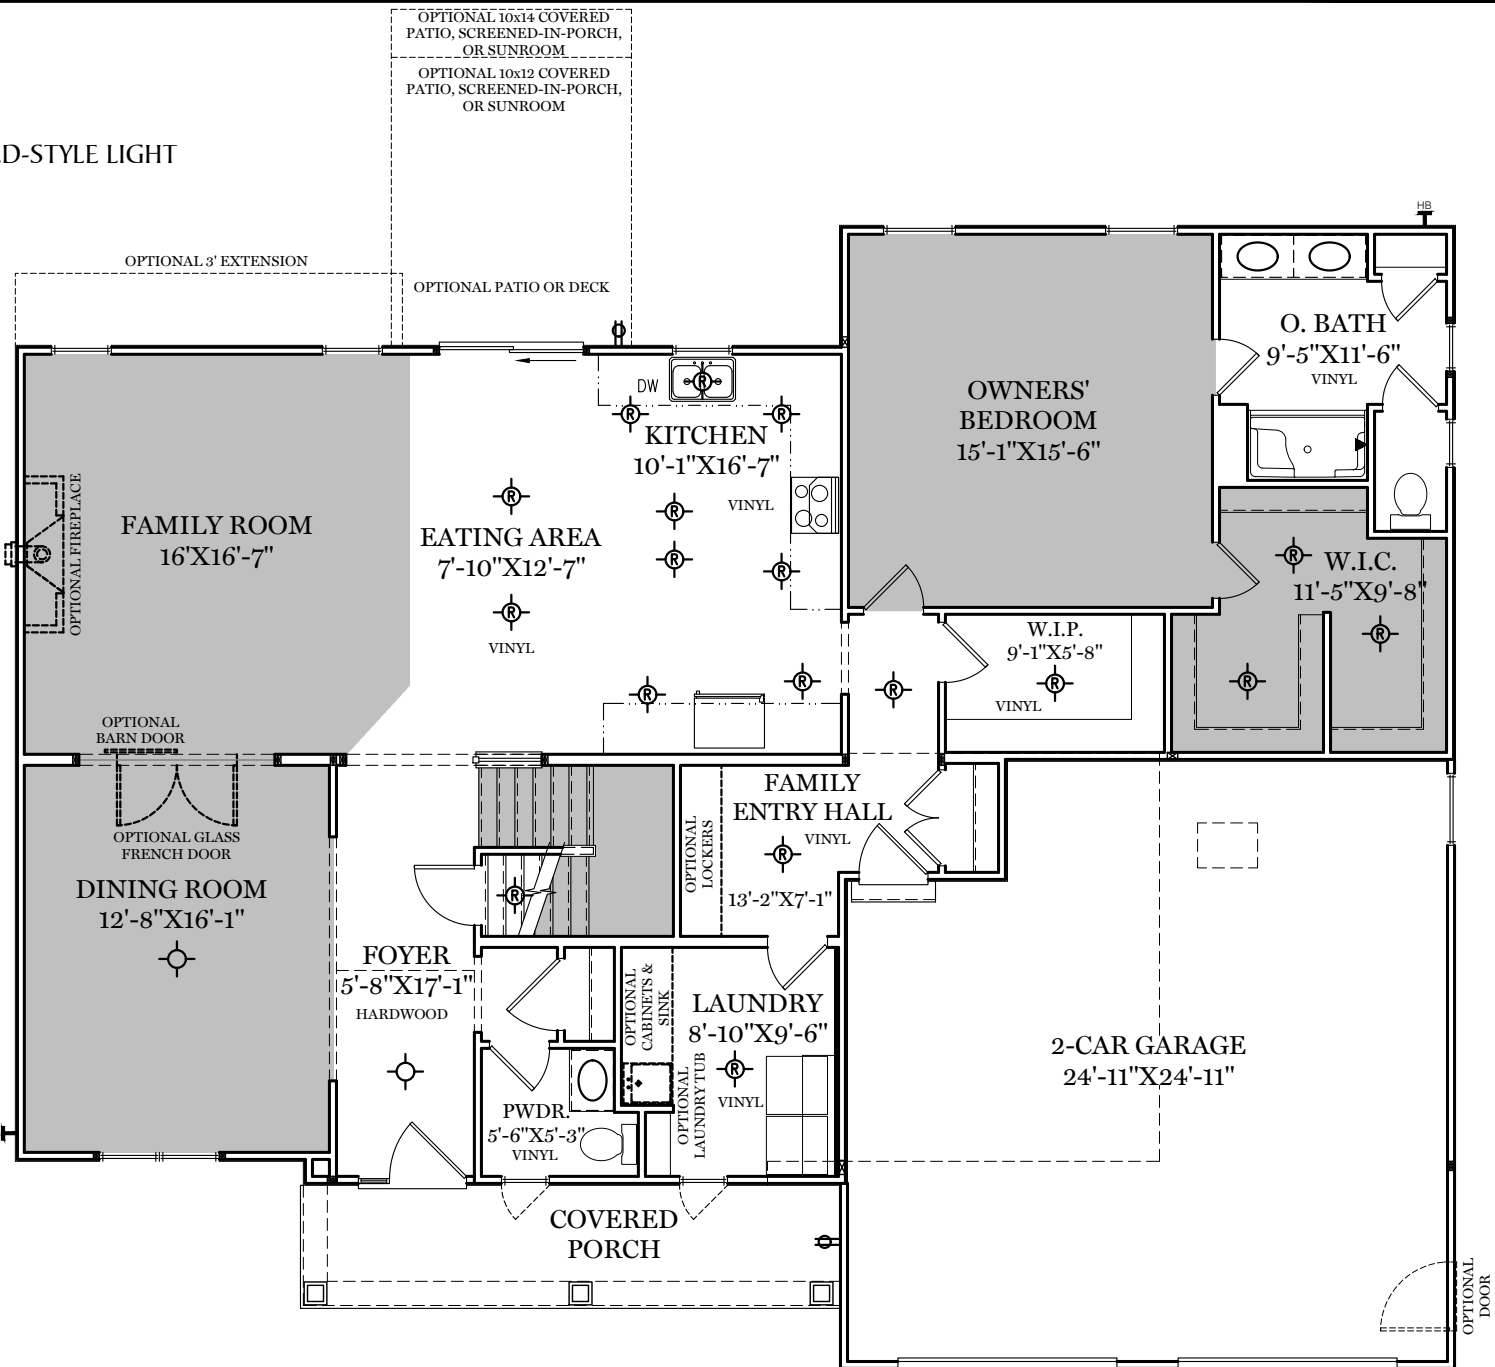 OPTIONAL 10x14 COVERED
PATIO, SCREENED-IN-PORCH,
OR SUNROOM
OPTIONAL 10x12 COVERED
PATIO, SCREENED-IN-PORCH,
OR SUNROOM
D-STYLE LIGHT
HB
OPTIONAL 3' EXTENSION
OPTIONAL PATIO OR DECK
O. BATH
9'-5"X11'-6"
VINYL
DW
R
R
R
KITCHEN
10'-1"X16'-7"
VINYL
OWNERS'
BEDROOM
15'-1"X15'-6"
OPTIONAL FIREPLACE
FAMILY ROOM
16'X16'-7"
R
EATING AREA
7'-10"X12'-7"
R
VINYL
R
R
R
R
W.I.C.
11'-5"X9'-8"
R
R
W.I.P.
9'-1"X5'-8"
R
VINYL
R
R
R
OPTIONAL
BARN DOOR
OPTIONAL GLASS
FRENCH DOOR
DINING ROOM
12'-8"X16'-1"
FAMILY
ENTRY HALL
VINYL
R
13'-2"X7'-1"
OPTIONAL
LOCKERS
R
FOYER
5'-8"X17'-1"
HARDWOOD
OPTIONAL
CABINETS &
SINK
LAUNDRY
8'-10"X9'-6"
R
VINYL
OPTIONAL
LAUNDRY TUB
2-CAR GARAGE
24'-11"X24'-11"
PWDR.
5'-6"X5'-3"
VINYL
COVERED
PORCH
OPTIONAL
DOOR